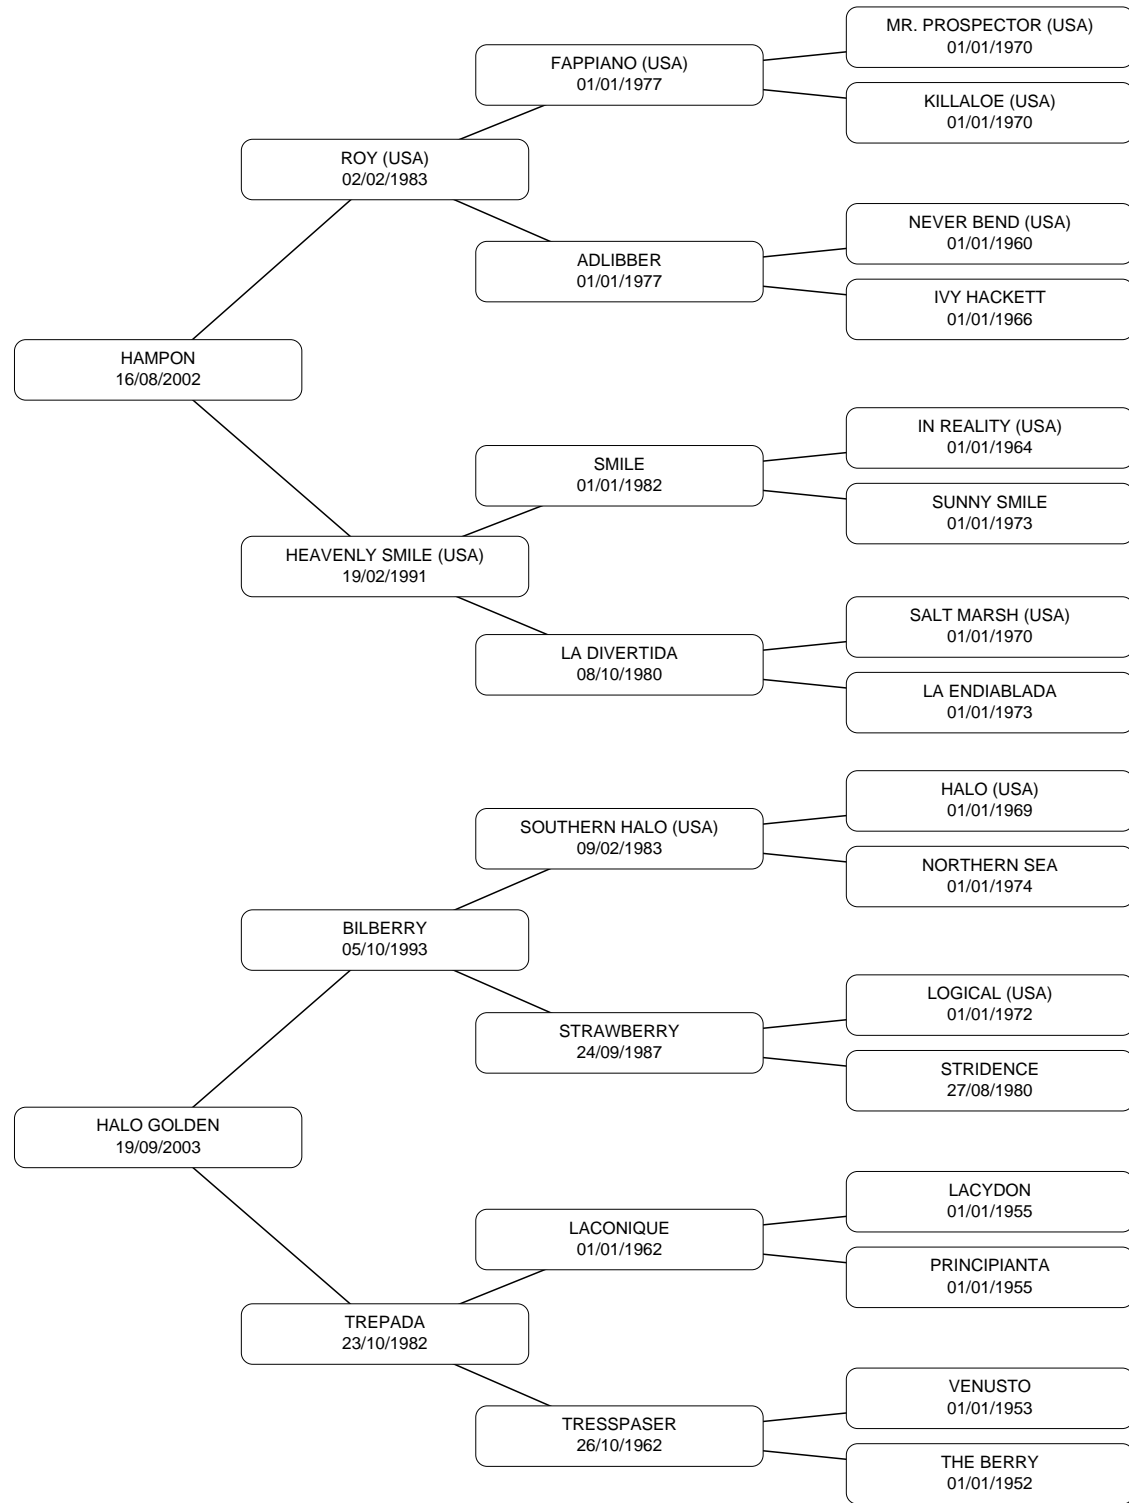 MR. PROSPECTOR (USA)
01/01/1970
FAPPIANO (USA)
01/01/1977
KILLALOE (USA)
01/01/1970
ROY (USA)
02/02/1983
NEVER BEND (USA)
01/01/1960
ADLIBBER
01/01/1977
IVY HACKETT
01/01/1966
HAMPON
16/08/2002
IN REALITY (USA)
01/01/1964
SMILE
01/01/1982
SUNNY SMILE
01/01/1973
HEAVENLY SMILE (USA)
19/02/1991
SALT MARSH (USA)
01/01/1970
LA DIVERTIDA
08/10/1980
LA ENDIABLADA
01/01/1973
HALO (USA)
01/01/1969
SOUTHERN HALO (USA)
09/02/1983
NORTHERN SEA
01/01/1974
BILBERRY
05/10/1993
LOGICAL (USA)
01/01/1972
STRAWBERRY
24/09/1987
STRIDENCE
27/08/1980
HALO GOLDEN
19/09/2003
LACYDON
01/01/1955
LACONIQUE
01/01/1962
PRINCIPIANTA
01/01/1955
TREPADA
23/10/1982
VENUSTO
01/01/1953
TRESSPASER
26/10/1962
THE BERRY
01/01/1952